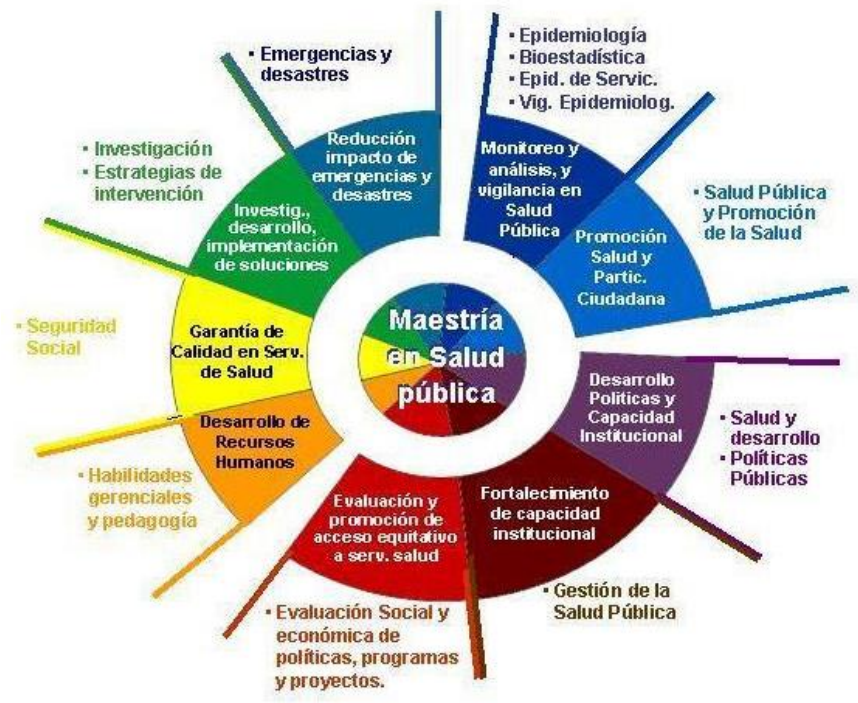 Maestría
en Salud
pública
Monitoreo y
análisis, y
vigilancia en
Salud
Pública
▪ Epidemiología
▪ Bioestadística
▪ Epid. de Servic.
▪ Vig. Epidemiolog.
Promoción
Salud y
Partic.
Ciudadana
▪ Salud Pública
y Promoción
de la Salud
Desarrollo
Politicas y
Capacidad
Institucional
▪ Salud y
desarrollo
▪ Políticas
Públicas
Fortalecimiento
de capacidad
institucional
▪ Gestión de la
Salud Pública
Evaluación y
promoción de
acceso equitativo
a serv. salud
▪ Evaluación Social y
económica de
políticas, programas
y proyectos.
Desarrollo de
Recursos
Humanos
▪ Habilidades
gerenciales
y pedagogía
Garantía de
Calidad en Serv.
de Salud
▪ Seguridad
Social
Investig.,
desarrollo,
implementación
de soluciones
▪ Investigación
▪ Estrategias de
intervención
Reducción
impacto de
emergencias y
desastres
▪ Emergencias y
desastres